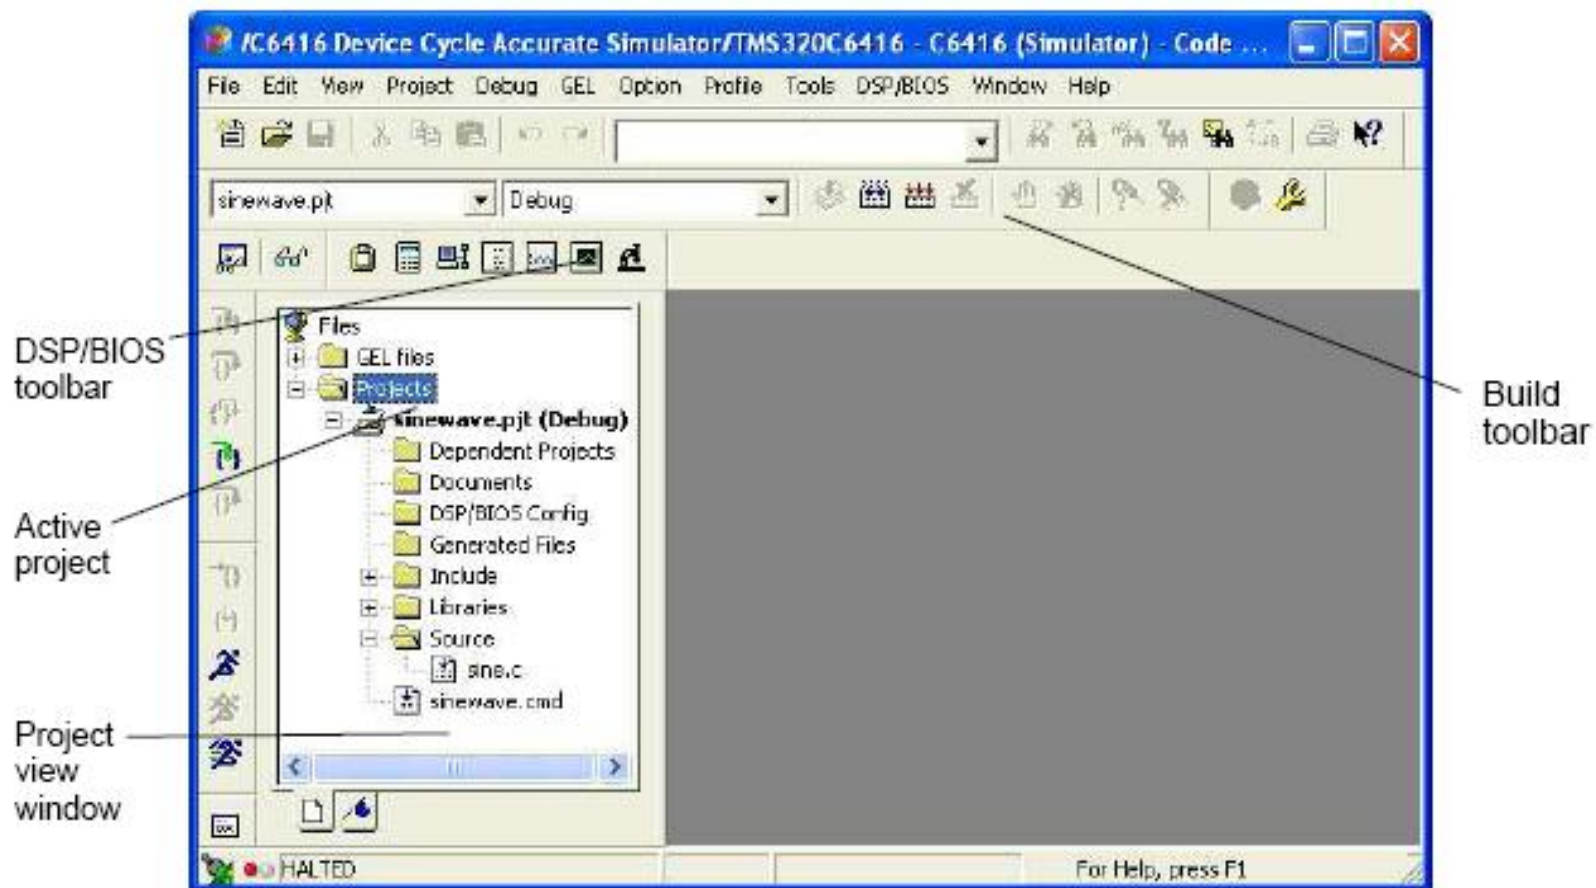 /C6416 Device Cycle Accurate Simulator/TMS320C6416 - C6416 (Simulator) - Code ...
File Edit View Project Debug GEL Option Profile Tools DSP/BIOS Window Help
sinewave.pjt Debug
Files
GEL files
Projects
sinewave.pjt (Debug)
Dependent Projects
Documents
DSP/BIOS Config
Generated Files
Include
Libraries
Source
sine.c
sinewave.cmd
HALTED
For Help, press F1
DSP/BIOS
toolbar
Active
project
Project
view
window
Build
toolbar